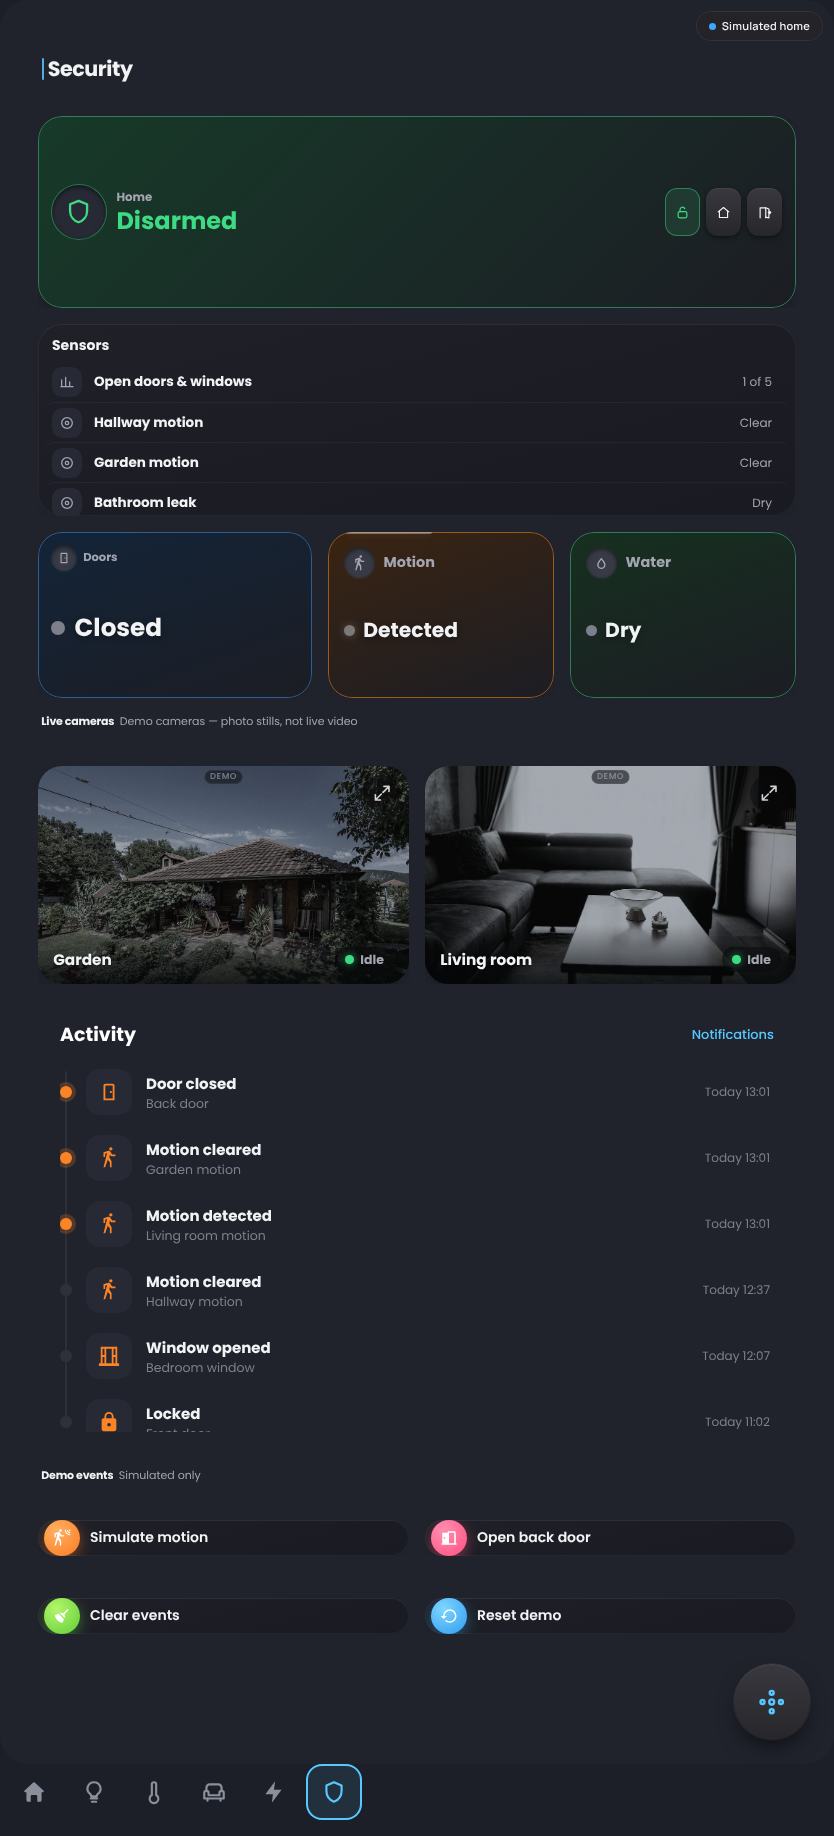 Simulated home
Security
Home
Disarmed
Sensors
Open doors & windows 1 of 5
Hallway motion Clear
Garden motion Clear
Bathroom leak Dry
Doors
Closed
Motion
Detected
Water
Dry
Live cameras Demo cameras — photo stills, not live video
DEMO
Garden Idle
DEMO
Living room Idle
Activity Notifications
Door closed
Back door
Today 13:01
Motion cleared
Garden motion
Today 13:01
Motion detected
Living room motion
Today 13:01
Motion cleared
Hallway motion
Today 12:37
Window opened
Bedroom window
Today 12:07
Locked
Front door
Today 11:02
Demo events Simulated only
Simulate motion
Open back door
Clear events
Reset demo